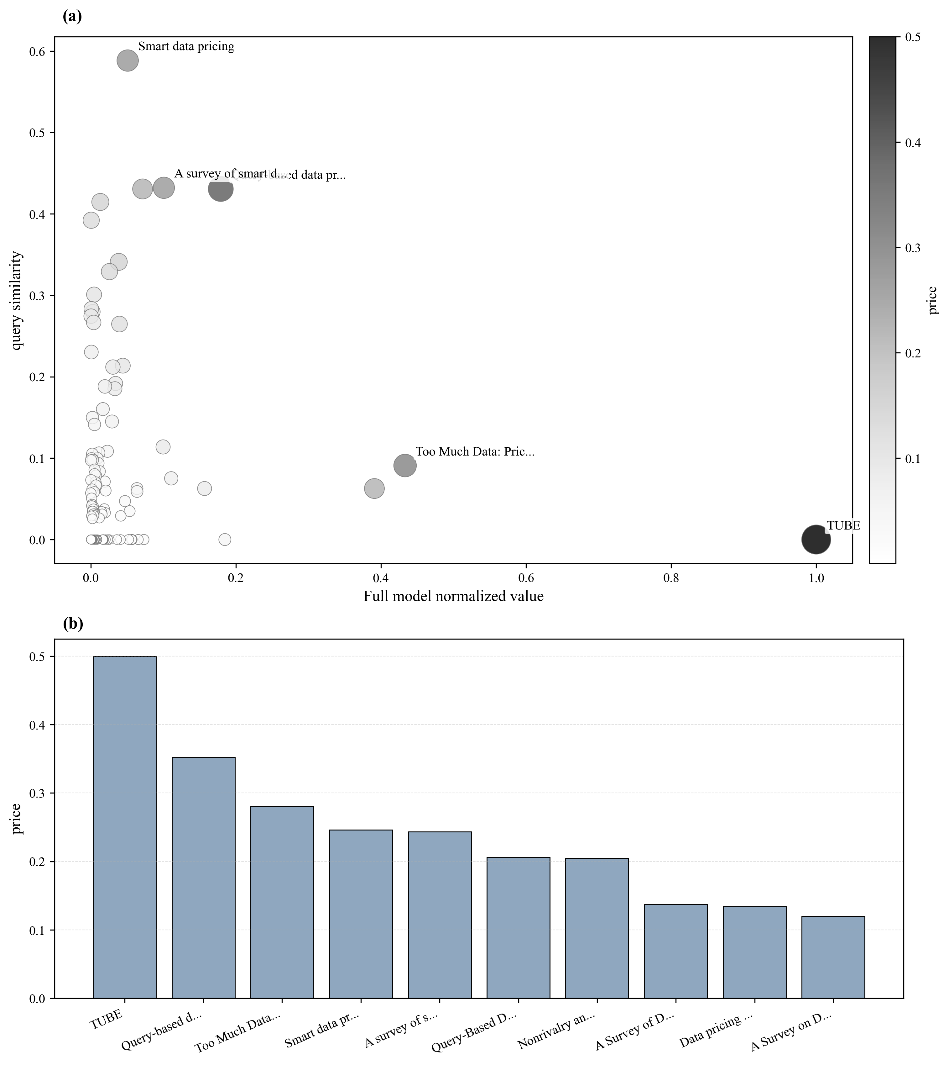 (a)
Smart data pricing
A survey of smart d...
ed data pr...
Too Much Data: Pric...
TUBE
0.6
0.5
0.4
0.3
0.2
0.1
0.0
query similarity
0.0 0.2 0.4 0.6 0.8 1.0
Full model normalized value
0.5
0.4
0.3
0.2
0.1
price
(b)
0.5
0.4
0.3
0.2
0.1
0.0
price
TUBE
Query-based d...
Too Much Data...
Smart data pr...
A survey of s...
Query-Based D...
Nonrivalry an...
A Survey of D...
Data pricing ...
A Survey on D...